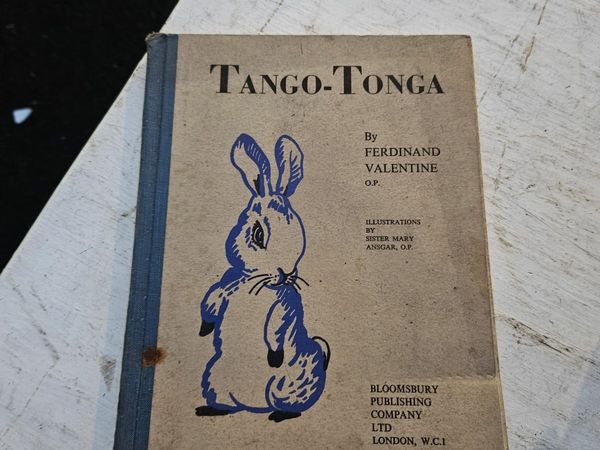 TANGO-TONGA
By
FERDINAND
VALENTINE
O.P.
ILLUSTRATIONS
BY
SISTER MARY
ANSGAR, O.P.
BLOOMSBURY
PUBLISHING
COMPANY
LTD
LONDON, W.C.1